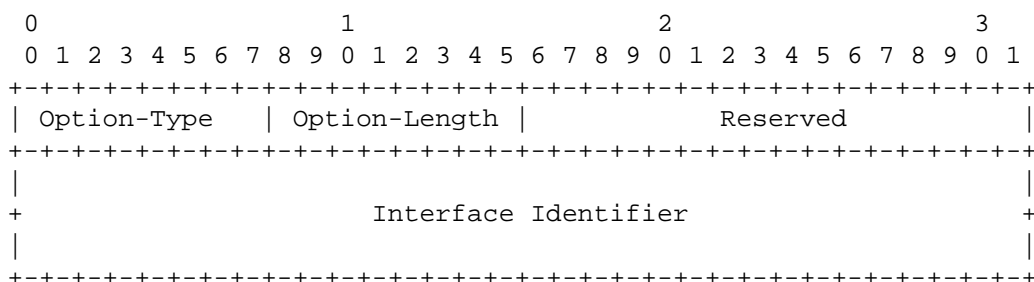 0                   1                   2                   3
 0 1 2 3 4 5 6 7 8 9 0 1 2 3 4 5 6 7 8 9 0 1 2 3 4 5 6 7 8 9 0 1
+-+-+-+-+-+-+-+-+-+-+-+-+-+-+-+-+-+-+-+-+-+-+-+-+-+-+-+-+-+-+-+-+
| Option-Type   | Option-Length |            Reserved           |
+-+-+-+-+-+-+-+-+-+-+-+-+-+-+-+-+-+-+-+-+-+-+-+-+-+-+-+-+-+-+-+-+
|                                                               |
+                      Interface Identifier                     +
|                                                               |
+-+-+-+-+-+-+-+-+-+-+-+-+-+-+-+-+-+-+-+-+-+-+-+-+-+-+-+-+-+-+-+-+